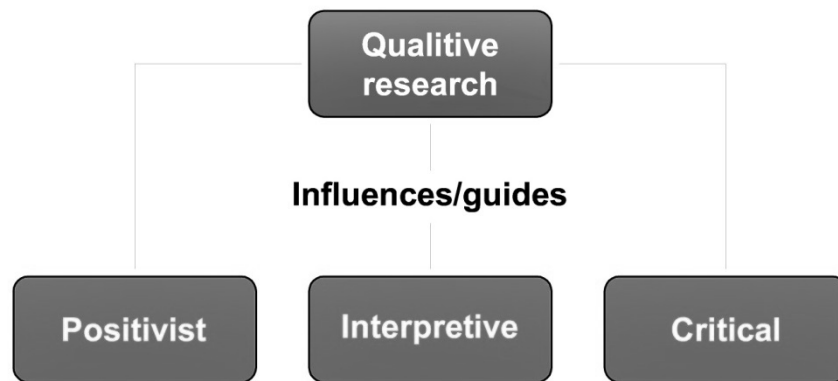 Qualitive
research
Influences/guides
Positivist
Interpretive
Critical